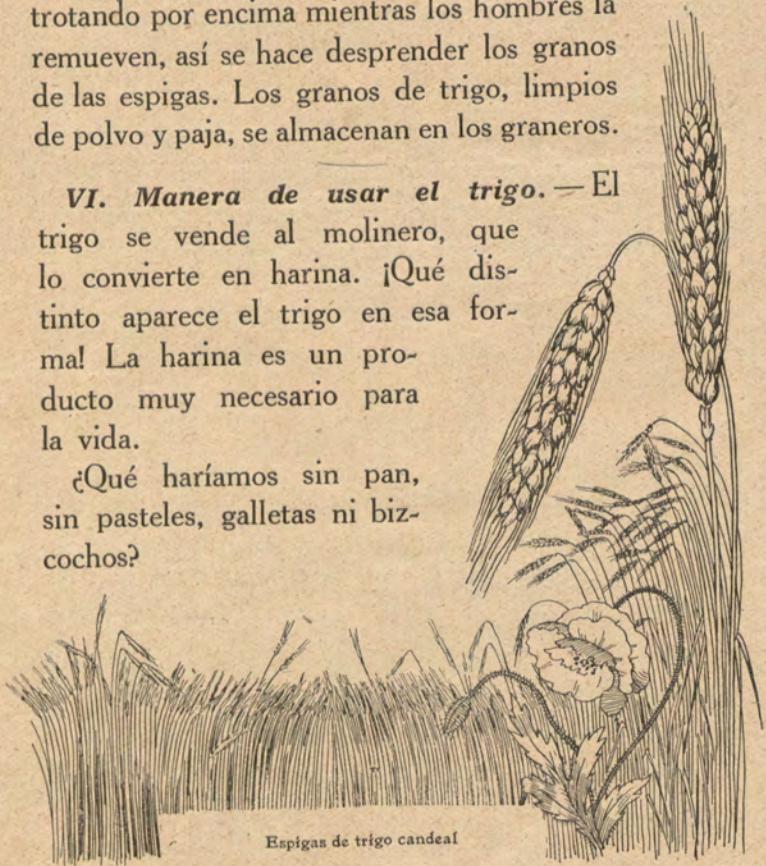 trotando por encima mientras los hombres la
remueven, así se hace desprender los granos
de las espigas. Los granos de trigo, limpios
de polvo y paja, se almacenan en los graneros.
VI. Manera de usar el trigo. — El
trigo se vende al molinero, que
lo convierte en harina. ¡Qué dis-
tinto aparece el trigo en esa for-
ma! La harina es un pro-
ducto muy necesario para
la vida.
¿Qué haríamos sin pan,
sin pasteles, galletas ni biz-
cochos?
Espigas de trigo candeal